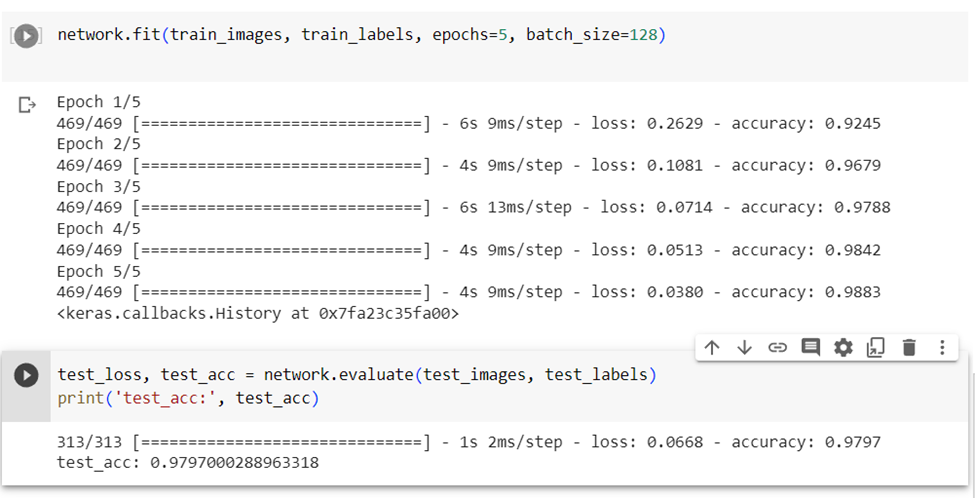 network.fit(train_images, train_labels, epochs=5, batch_size=128)
Epoch 1/5
469/469 [==============================] - 6s 9ms/step - loss: 0.2629 - accuracy: 0.9245
Epoch 2/5
469/469 [==============================] - 4s 9ms/step - loss: 0.1081 - accuracy: 0.9679
Epoch 3/5
469/469 [==============================] - 6s 13ms/step - loss: 0.0714 - accuracy: 0.9788
Epoch 4/5
469/469 [==============================] - 4s 9ms/step - loss: 0.0513 - accuracy: 0.9842
Epoch 5/5
469/469 [==============================] - 4s 9ms/step - loss: 0.0380 - accuracy: 0.9883
<keras.callbacks.History at 0x7fa23c35fa00>
test_loss, test_acc = network.evaluate(test_images, test_labels)
print('test_acc:', test_acc)
313/313 [==============================] - 1s 2ms/step - loss: 0.0668 - accuracy: 0.9797
test_acc: 0.9797000288963318